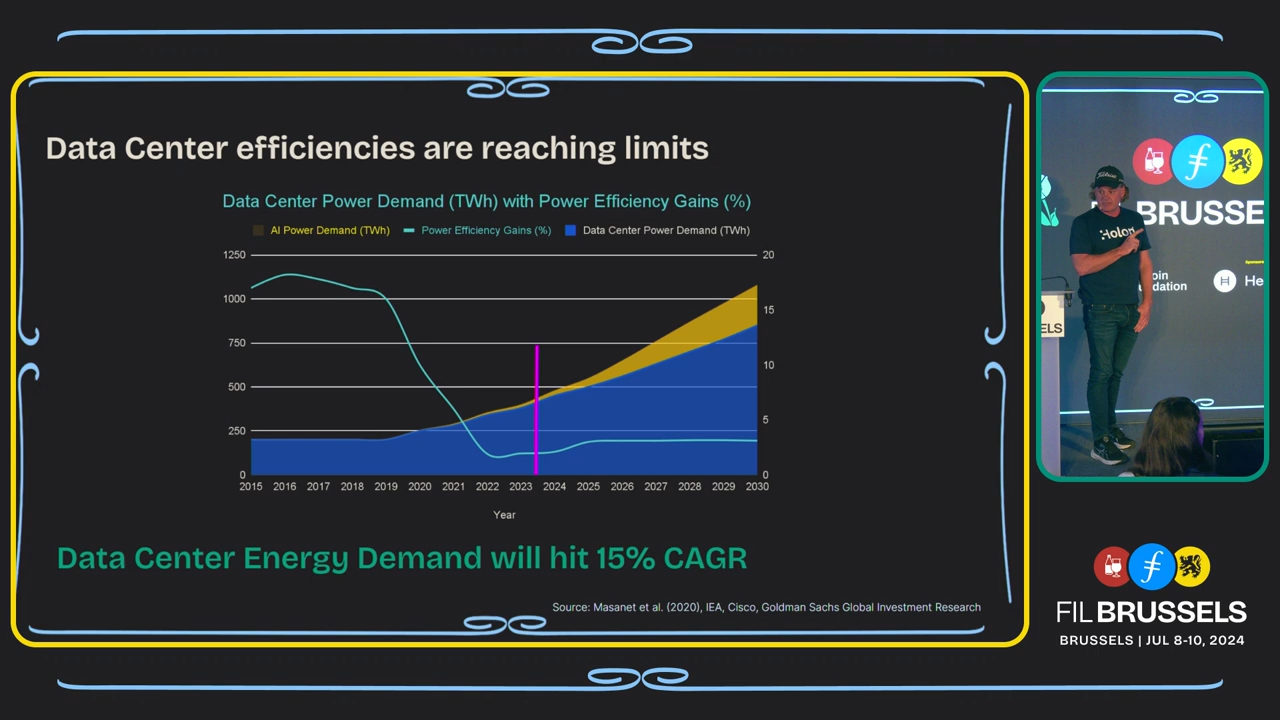 Data Center efficiencies are reaching limits
Data Center Power Demand (TWh) with Power Efficiency Gains (%)
AI Power Demand (TWh)
Power Efficiency Gains (%)
Data Center Power Demand (TWh)
1250
1000
750
500
250
0
20
15
10
5
0
2015 2016 2017 2018 2019 2020 2021 2022 2023 2024 2025 2026 2027 2028 2029 2030
Year
Data Center Energy Demand will hit 15% CAGR
Source: Masanet et al. (2020), IEA, Cisco, Goldman Sachs Global Investment Research
Titleist
BRUSSE
Holon
oin
dation
H
He
ELS
FIL BRUSSELS
BRUSSELS | JUL 8-10, 2024